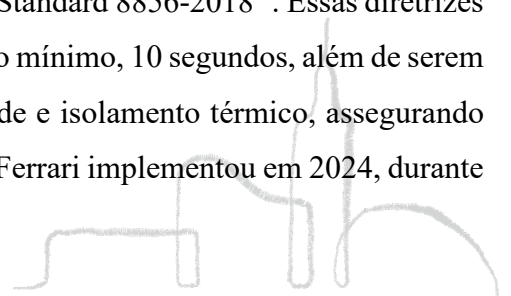 Standard 8856-2018 . Essas diretrizes
o mínimo, 10 segundos, além de serem
de e isolamento térmico, assegurando
Ferrari implementou em 2024, durante